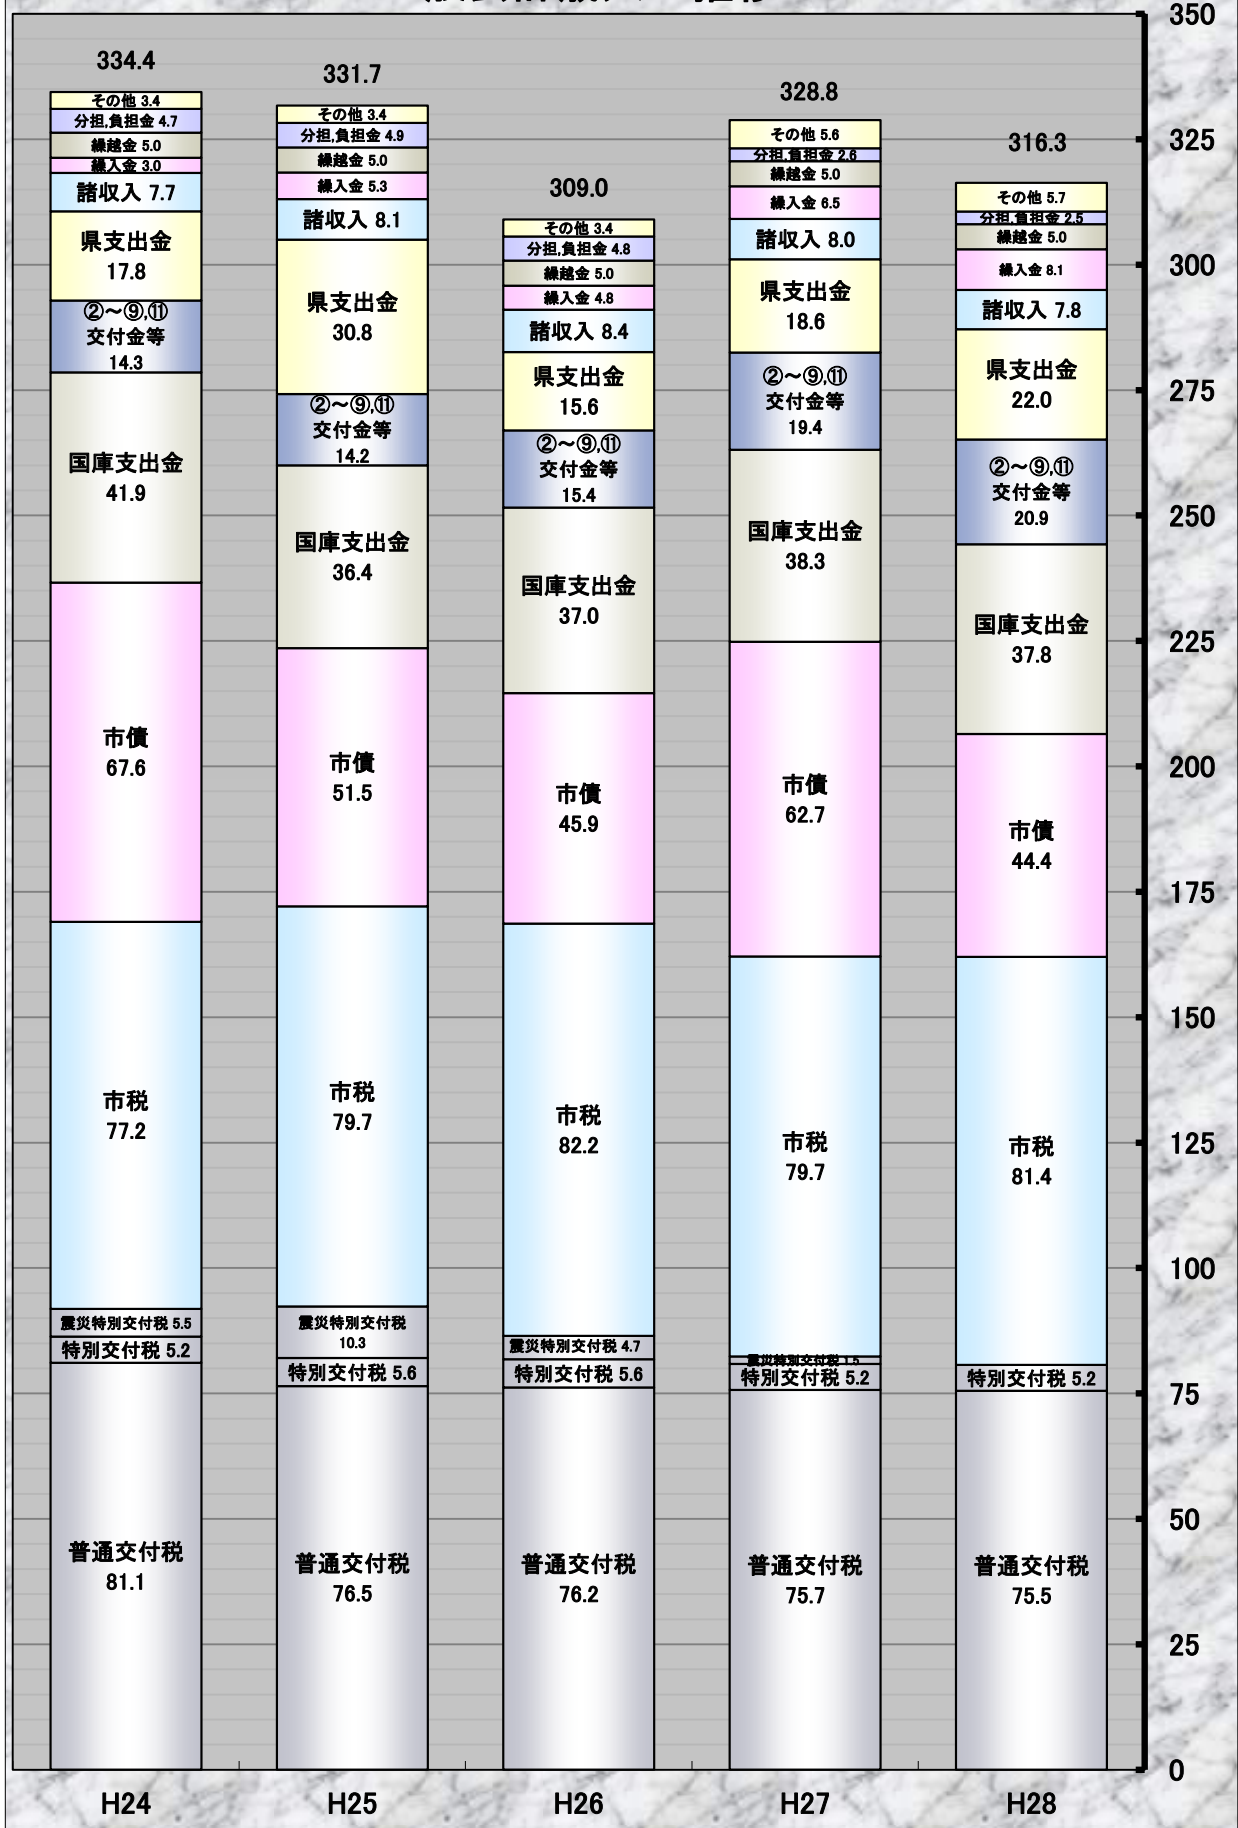 350
325
300
275
250
225
200
175
150
125
100
75
50
25
0
334.4
その他 3.4
分担,負担金 4.7
繰越金 5.0
繰入金 3.0
諸収入 7.7
県支出金
17.8
②～⑨,⑪
交付金等
14.3
国庫支出金
41.9
市債
67.6
市税
77.2
震災特別交付税 5.5
特別交付税 5.2
普通交付税
81.1
H24
331.7
その他 3.4
分担,負担金 4.9
繰越金 5.0
繰入金 5.3
諸収入 8.1
県支出金
30.8
②～⑨,⑪
交付金等
14.2
国庫支出金
36.4
市債
51.5
市税
79.7
震災特別交付税
10.3
特別交付税 5.6
普通交付税
76.5
H25
309.0
その他 3.4
分担,負担金 4.8
繰越金 5.0
繰入金 4.8
諸収入 8.4
県支出金
15.6
②～⑨,⑪
交付金等
15.4
国庫支出金
37.0
市債
45.9
市税
82.2
震災特別交付税 4.7
特別交付税 5.6
普通交付税
76.2
H26
328.8
その他 5.6
分担,負担金 2.6
繰越金 5.0
繰入金 6.5
諸収入 8.0
県支出金
18.6
②～⑨,⑪
交付金等
19.4
国庫支出金
38.3
市債
62.7
市税
79.7
震災特別交付税 1.5
特別交付税 5.2
普通交付税
75.7
H27
316.3
その他 5.7
分担,負担金 2.5
繰越金 5.0
繰入金 8.1
諸収入 7.8
県支出金
22.0
②～⑨,⑪
交付金等
20.9
国庫支出金
37.8
市債
44.4
市税
81.4
特別交付税 5.2
普通交付税
75.5
H28